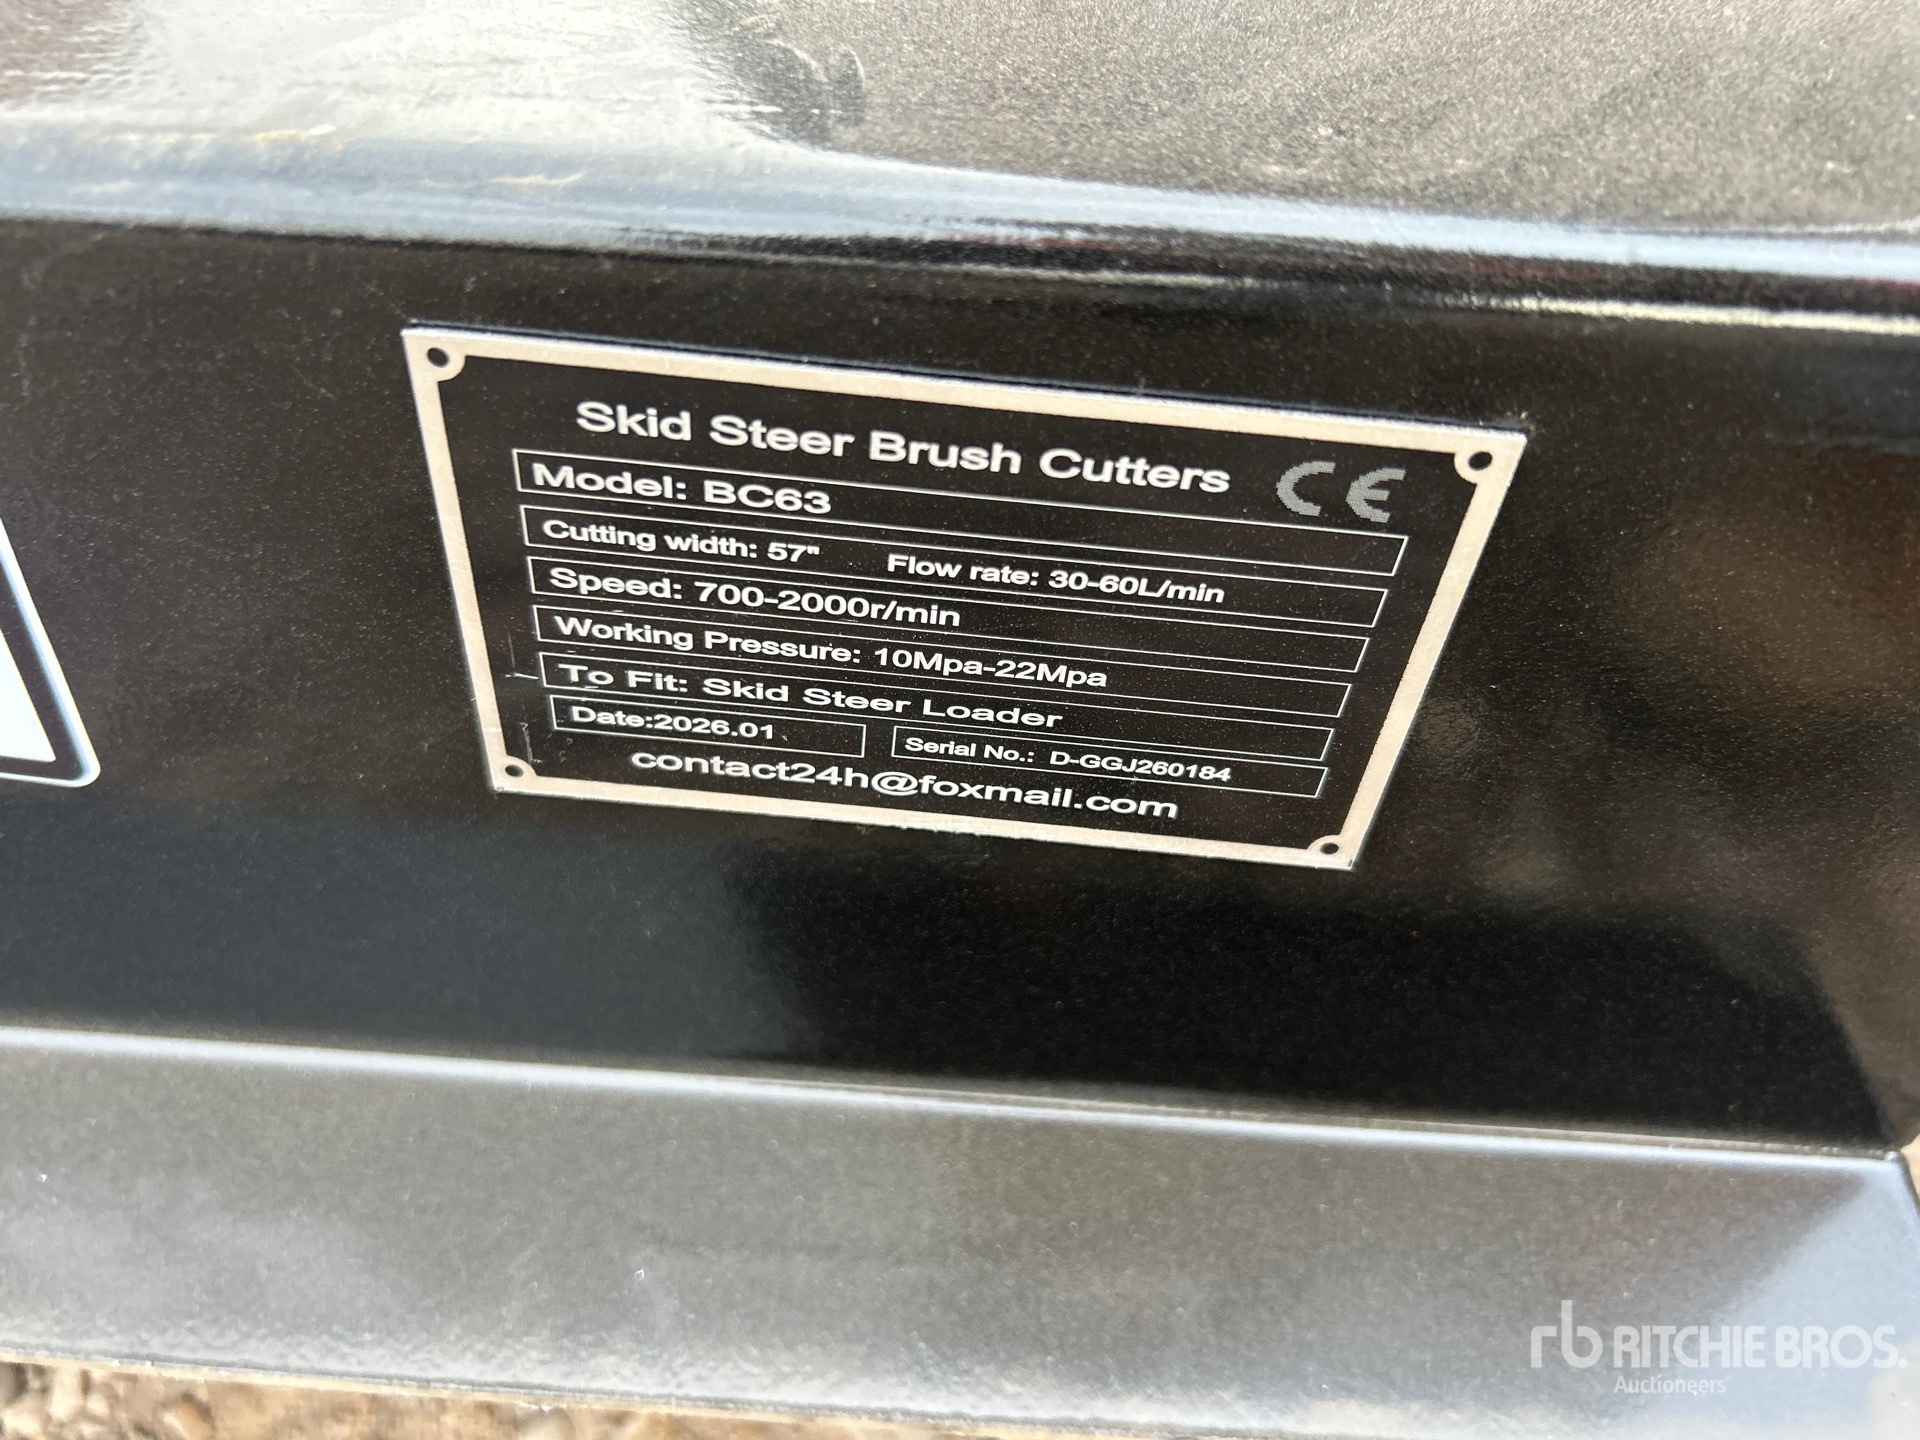 Skid Steer Brush Cutters CE
Model: BC63
Cutting width: 57" Flow rate: 30-60L/min
Speed: 700-2000r/min
Working Pressure: 10Mpa-22Mpa
To Fit: Skid Steer Loader
Date:2026.01 Serial No.: D-GGJ260184
contact24h@foxmail.com
rb RITCHIE BROS.
Auctioneers